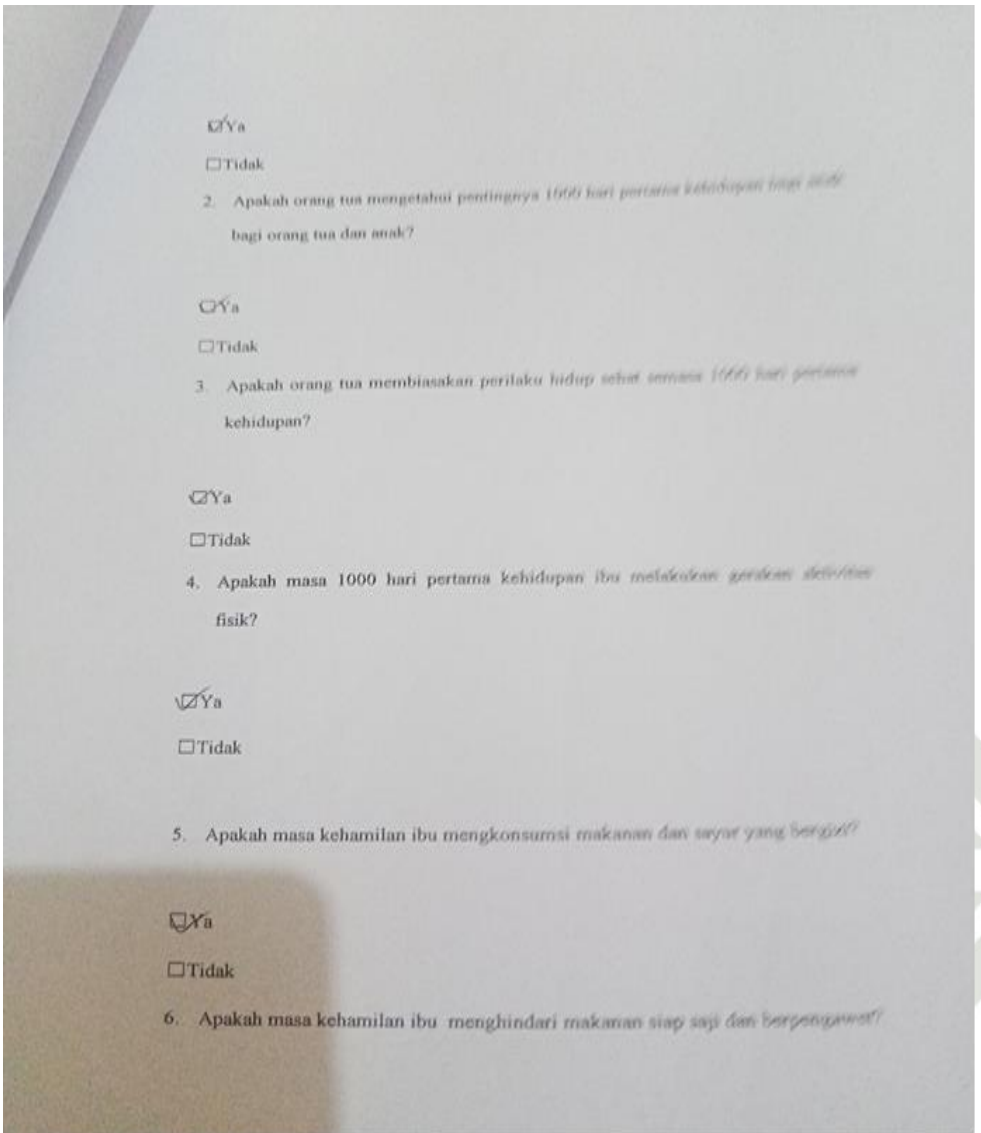 ☑Ya
☐Tidak
2. Apakah orang tua mengetahui pentingnya 1000 hari pertama kehidupan bagi
bagi orang tua dan anak?
☑Ya
☐Tidak
3. Apakah orang tua membiasakan perilaku hidup sehat semasa 1000 hari pertama
kehidupan?
☑Ya
☐Tidak
4. Apakah masa 1000 hari pertama kehidupan ibu melakukan gerakan aktivitas
fisik?
☑Ya
☐Tidak
5. Apakah masa kehamilan ibu mengkonsumsi makanan dan sayur yang bergizi?
☑Ya
☐Tidak
6. Apakah masa kehamilan ibu menghindari makanan siap saji dan berpengawet?